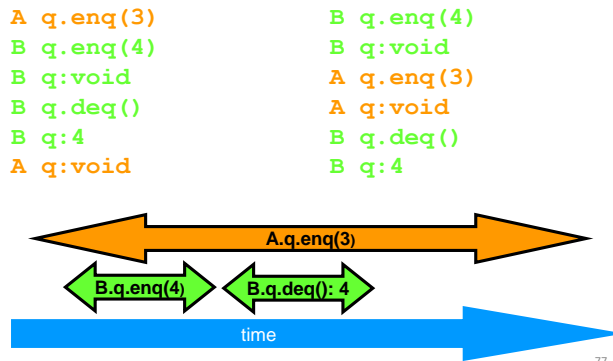 A q.enq(3)
B q.enq(4)
B q:void
B q.deq()
B q:4
A q:void
B q.enq(4)
B q:void
A q.enq(3)
A q:void
B q.deq()
B q:4
A.q.enq(3)
B.q.enq(4)
B.q.deq(): 4
time
77